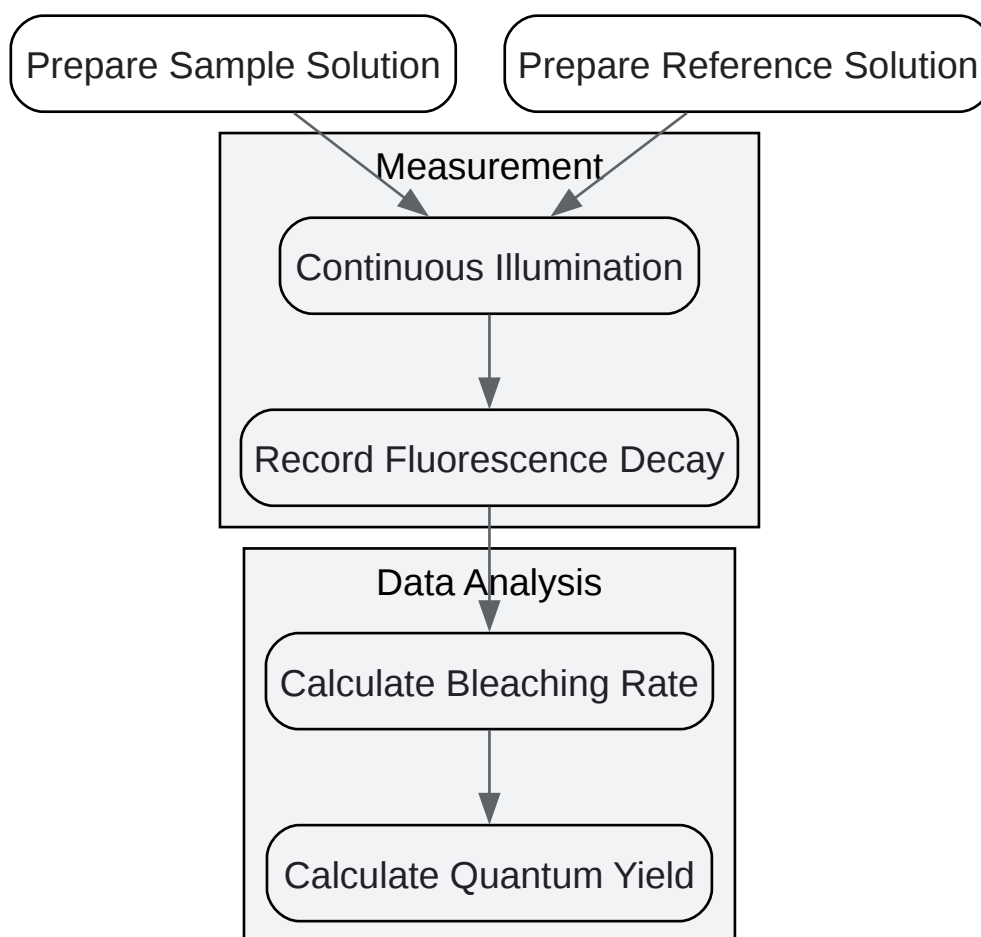 Prepare Sample Solution
Prepare Reference Solution
Measurement
Continuous Illumination
Record Fluorescence Decay
Data Analysis
Calculate Bleaching Rate
Calculate Quantum Yield